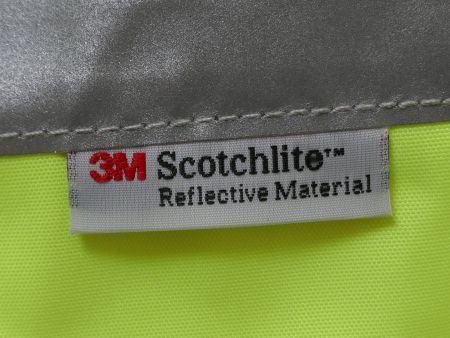 3M Scotchlite™
Reflective Material